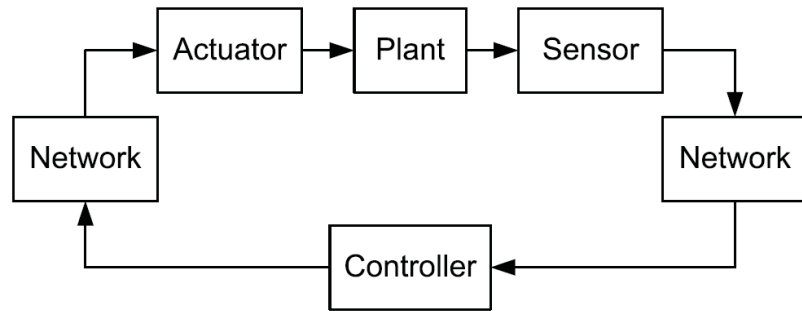 Actuator
Plant
Sensor
Network
Network
Controller